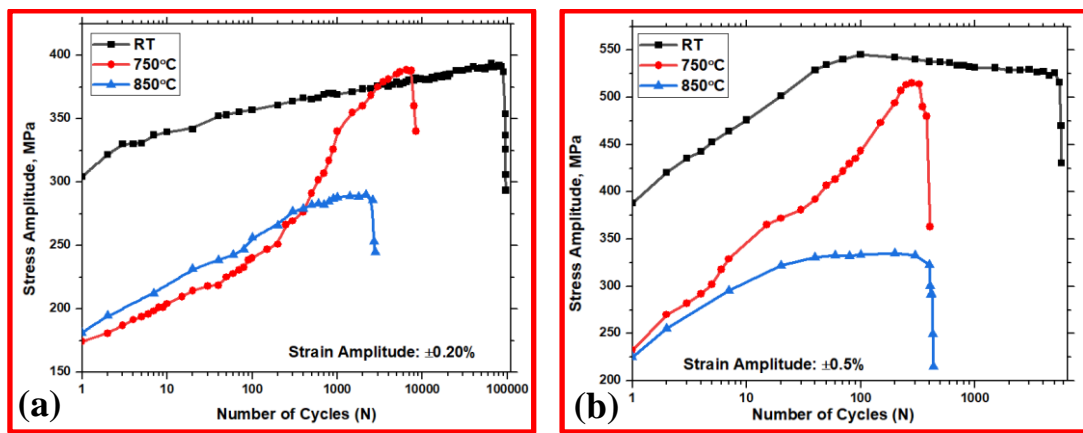 400
350
300
250
200
150
Stress Amplitude, MPa
RT
750°C
850°C
Strain Amplitude: ±0.20%
1
10
100
1000
10000
100000
Number of Cycles (N)
(a)
550
500
450
400
350
300
250
200
Stress Amplitude, MPa
RT
750°C
850°C
Strain Amplitude: ±0.5%
1
10
100
1000
Number of Cycles (N)
(b)